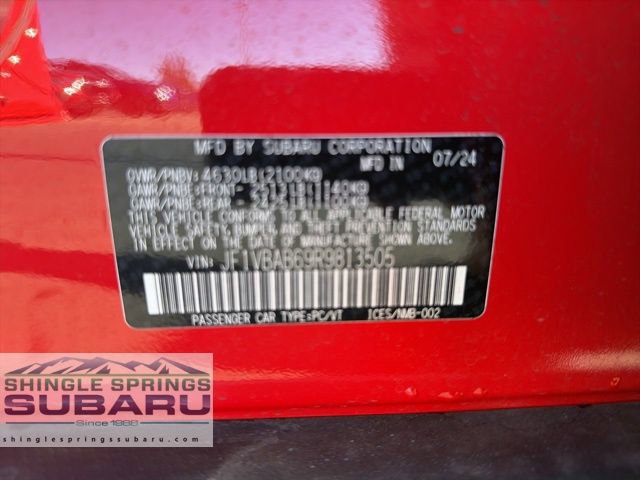 MFD BY SUBARU CORPORATION
MFD IN 07/24
GVWR/PNBV: 4630LB(2100KG)
GAWR/PNBE:FRONT- 2513LB(1140KG)
GAWR/PNBE:REAR - 2425LB(1100KG)
THIS VEHICLE CONFORMS TO ALL APPLICABLE FEDERAL MOTOR
VEHICLE SAFETY, BUMPER, AND THEFT PREVENTION STANDARDS
IN EFFECT ON THE DATE OF MANUFACTURE SHOWN ABOVE.
VIN: JF1VBAB69R9813505
PASSENGER CAR TYPE:PC/VT ICES/NMB-002
SHINGLE SPRINGS
SUBARU
Since 1988
www.shinglespringssubaru.com